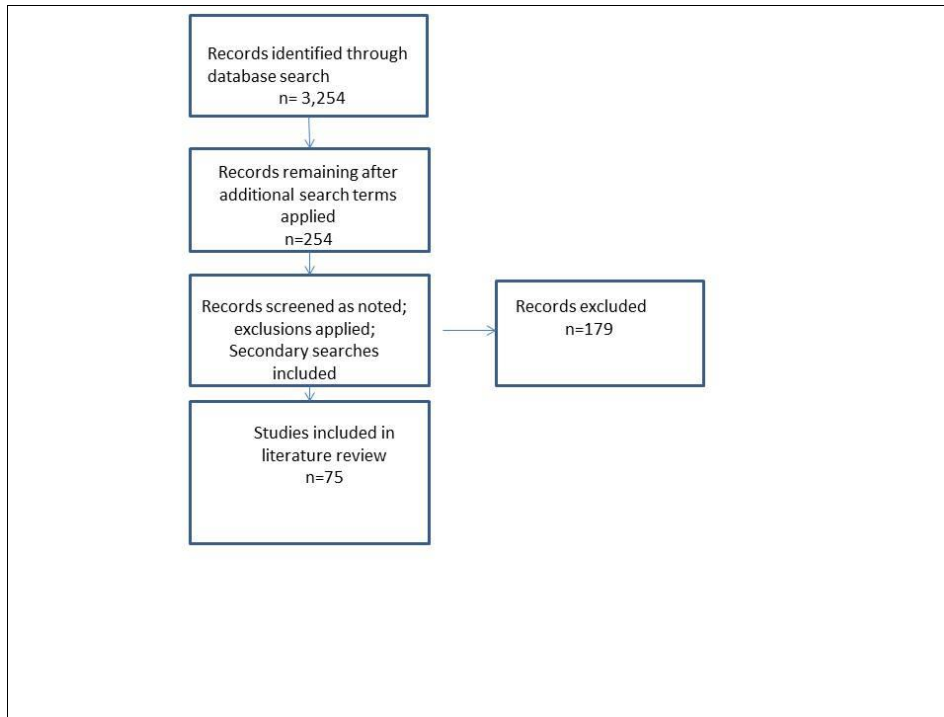 Records identified through
database search
n= 3,254
Records remaining after
additional search terms
applied
n=254
Records screened as noted;
exclusions applied;
Secondary searches
included
Records excluded
n=179
Studies included in
literature review
n=75